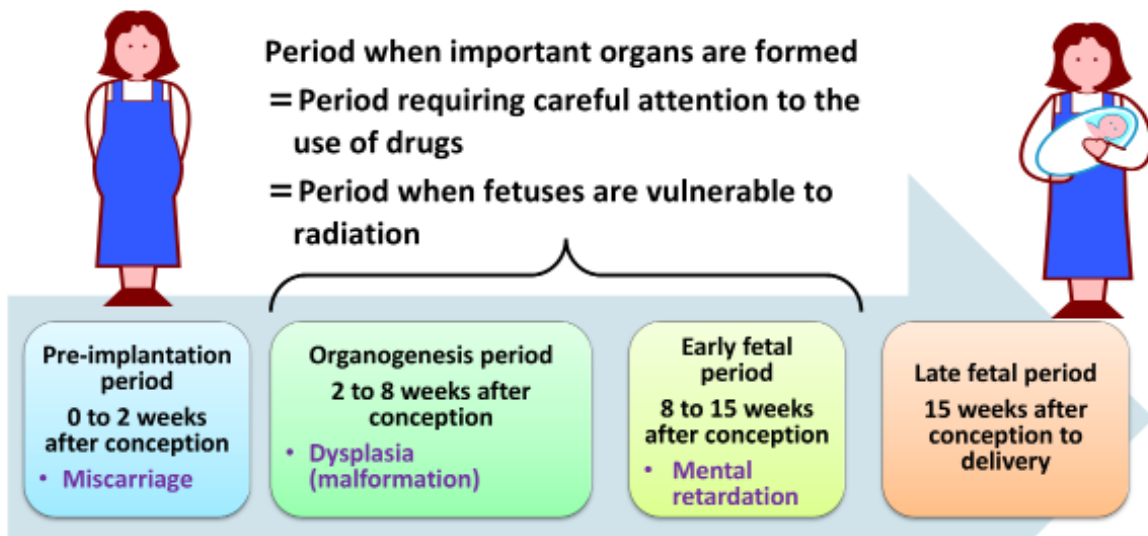 Period when important organs are formed
= Period requiring careful attention to the
use of drugs
= Period when fetuses are vulnerable to
radiation
Pre-implantation
period
0 to 2 weeks
after conception
• Miscarriage
Organogenesis period
2 to 8 weeks after
conception
• Dysplasia
(malformation)
Early fetal
period
8 to 15 weeks
after conception
• Mental
retardation
Late fetal period
15 weeks after
conception to
delivery